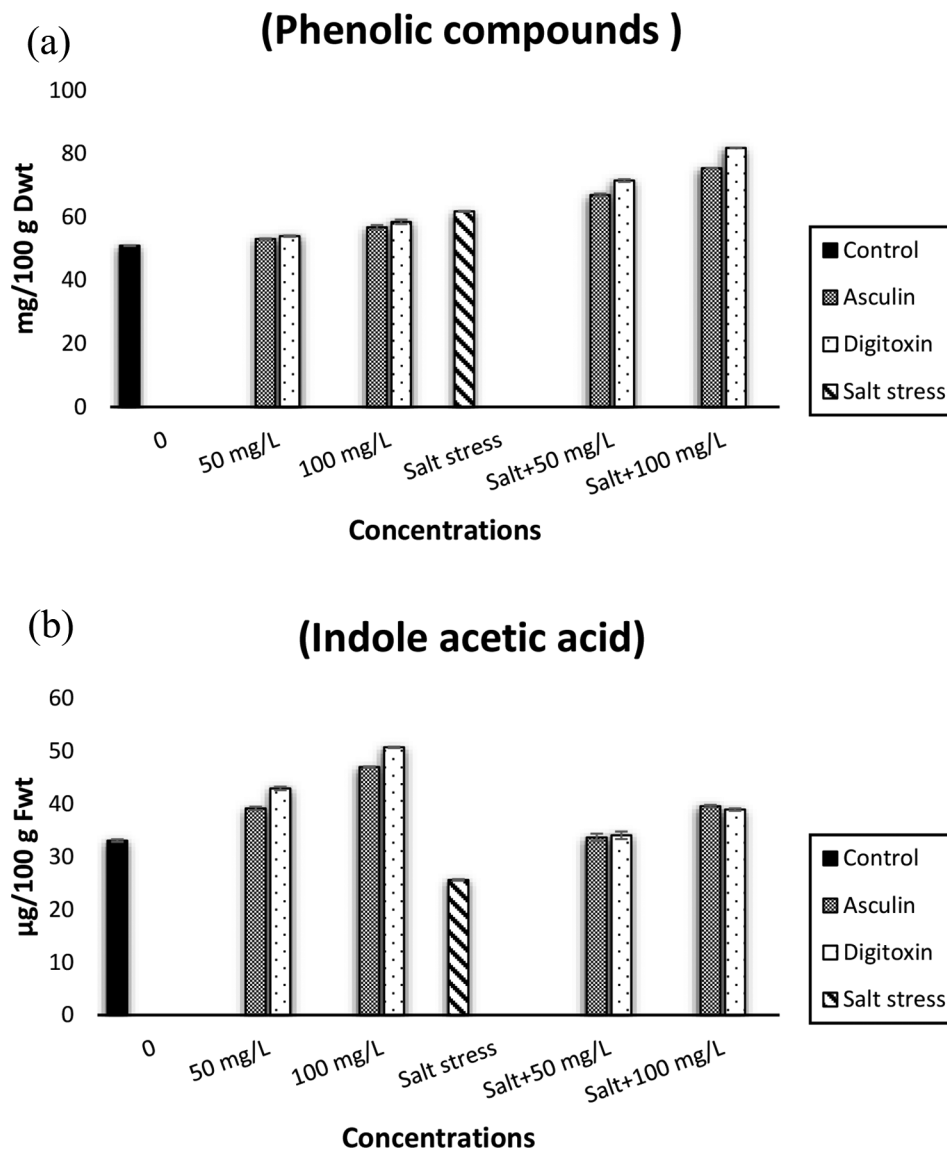 (a)
(Phenolic compounds )
100
80
60
40
20
0
mg/100 g Dwt
0
50 mg/L
100 mg/L
Salt stress
Salt+50 mg/L
Salt+100 mg/L
Concentrations
Control
Asculin
Digitoxin
Salt stress
(b)
(Indole acetic acid)
60
50
40
30
20
10
0
µg/100 g Fwt
0
50 mg/L
100 mg/L
Salt stress
Salt+50 mg/L
Salt+100 mg/L
Concentrations
Control
Asculin
Digitoxin
Salt stress